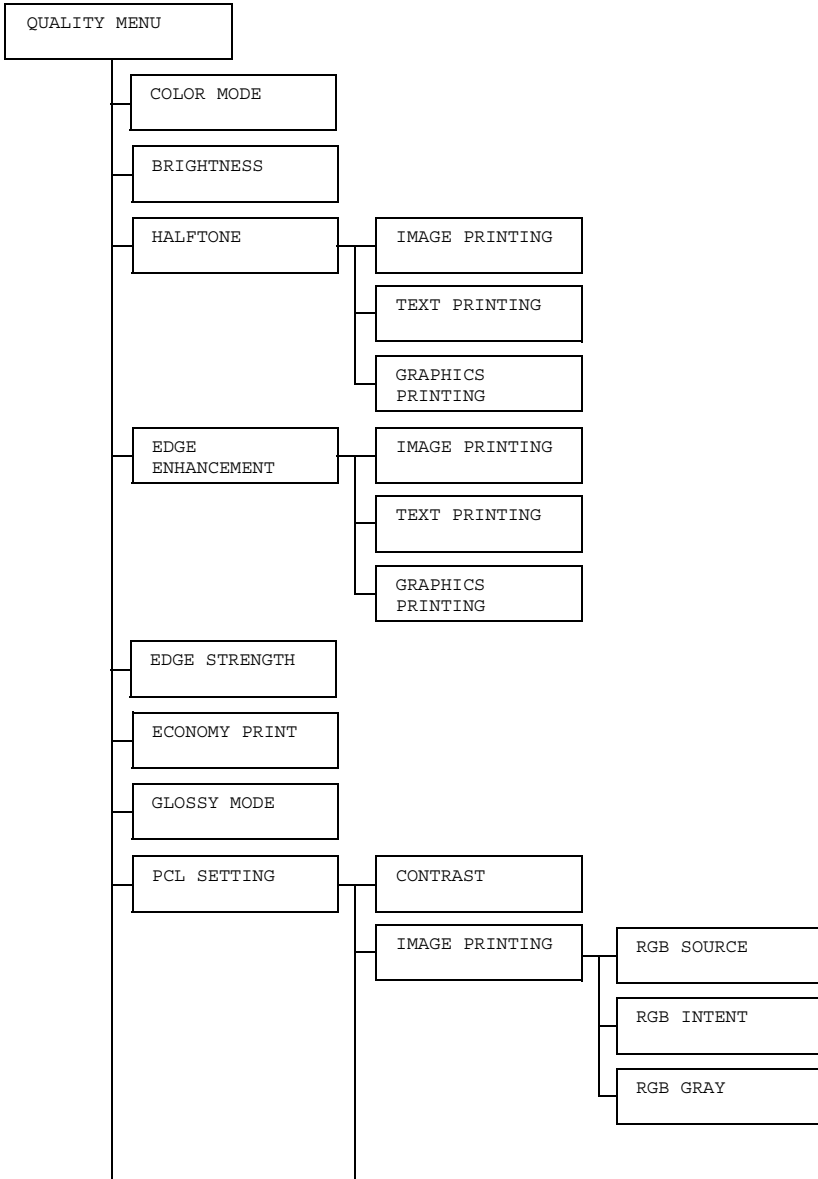 QUALITY MENU
COLOR MODE
BRIGHTNESS
HALFTONE
IMAGE PRINTING
TEXT PRINTING
GRAPHICS
PRINTING
EDGE
ENHANCEMENT
IMAGE PRINTING
TEXT PRINTING
GRAPHICS
PRINTING
EDGE STRENGTH
ECONOMY PRINT
GLOSSY MODE
PCL SETTING
CONTRAST
IMAGE PRINTING
RGB SOURCE
RGB INTENT
RGB GRAY